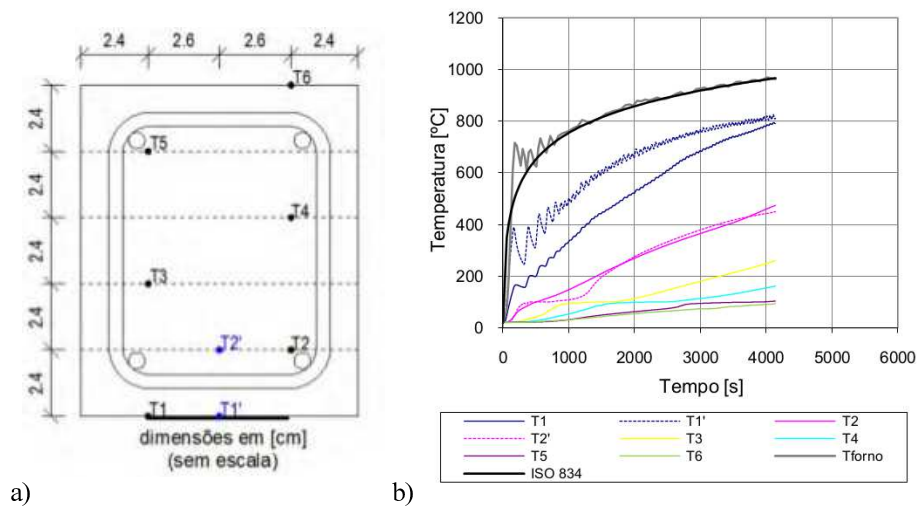 a)
2.4 2.6 2.6 2.4
T6
2.4
T5
2.4
T4
2.4
T3
2.4
T2' T2
2.4
T1 T1'
dimensões em [cm]
(sem escala)
b)
1200
1000
800
600
400
200
0
Temperatura [ºC]
0 1000 2000 3000 4000 5000 6000
Tempo [s]
T1 T1' T2
T2' T3 T4
T5 T6 Tforno
ISO 834